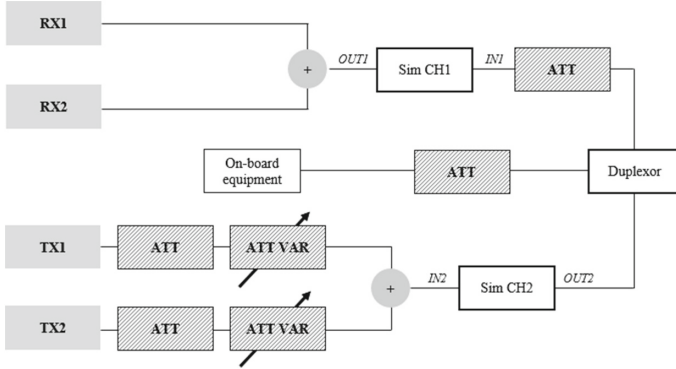 RX1
OUT1
Sim CH1
IN1
ATT
+
RX2
On-board
equipment
ATT
Duplexor
TX1
ATT
ATT VAR
+
IN2
Sim CH2
OUT2
TX2
ATT
ATT VAR